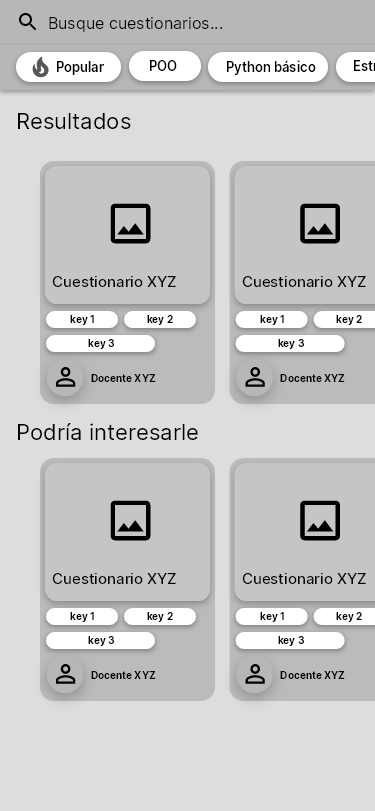 Busque cuestionarios...
Popular POO Python básico Estr
Resultados
Cuestionario XYZ Cuestionario XYZ
key 1 key 2 key 1 key 2
key 3 key 3
Docente XYZ Docente XYZ
Podría interesarle
Cuestionario XYZ Cuestionario XYZ
key 1 key 2 key 1 key 2
key 3 key 3
Docente XYZ Docente XYZ